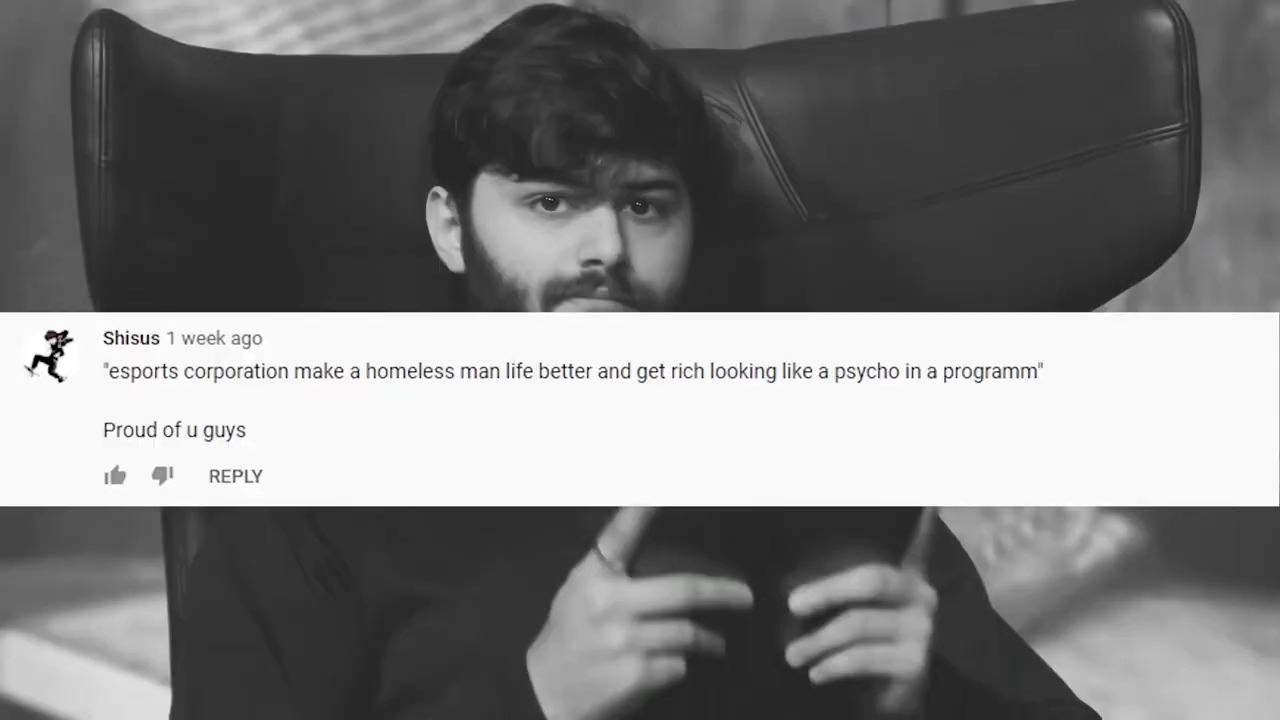 Shisus 1 week ago
"esports corporation make a homeless man life better and get rich looking like a psycho in a programm"
Proud of u guys
REPLY